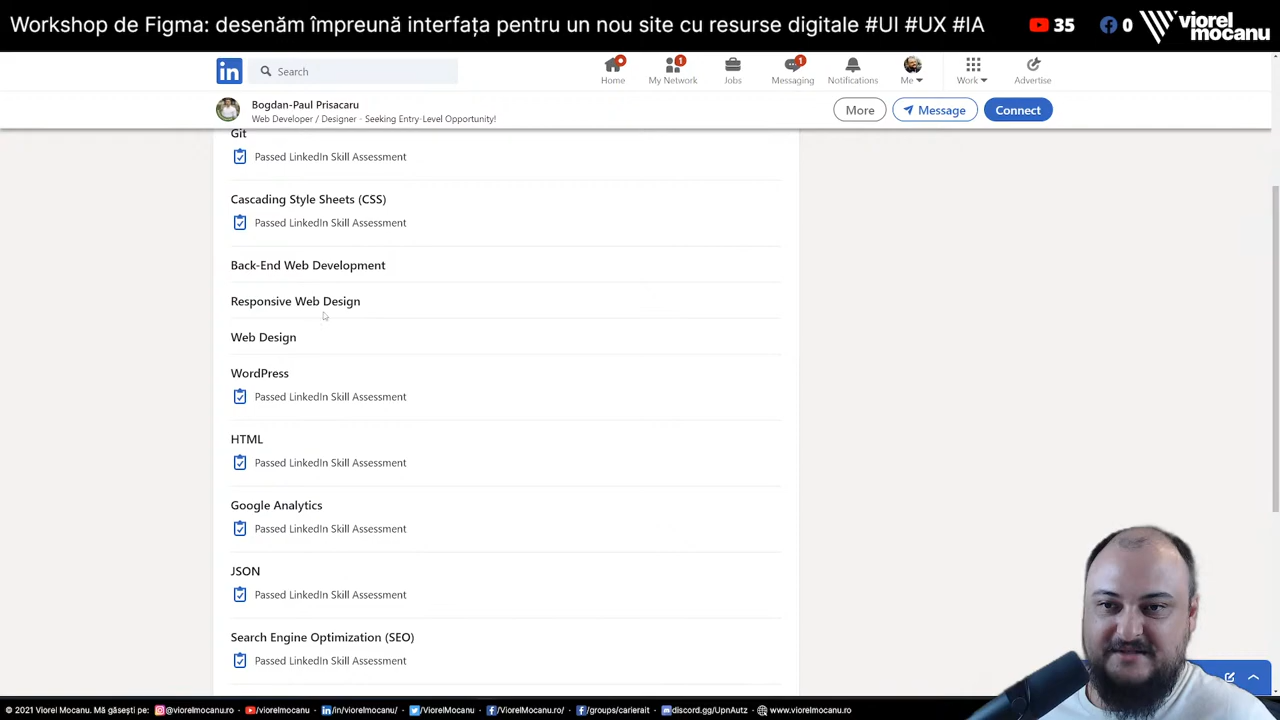 Workshop de Figma: desenăm împreună interfața pentru un nou site cu resurse digitale #UI #UX #IA
35
0
viorel mocanu
in
Search
Home
1
My Network
Jobs
1
Messaging
Notifications
Me
Work
Advertise
Bogdan-Paul Prisacaru
Web Developer / Designer - Seeking Entry-Level Opportunity!
More
Message
Connect
Git
Passed LinkedIn Skill Assessment
Cascading Style Sheets (CSS)
Passed LinkedIn Skill Assessment
Back-End Web Development
Responsive Web Design
Web Design
WordPress
Passed LinkedIn Skill Assessment
HTML
Passed LinkedIn Skill Assessment
Google Analytics
Passed LinkedIn Skill Assessment
JSON
Passed LinkedIn Skill Assessment
Search Engine Optimization (SEO)
Passed LinkedIn Skill Assessment
© 2021 Viorel Mocanu. Mă găsești pe: @viorelmocanu.ro /viorelmocanu /in/viorelmocanu/ /ViorelMocanu /ViorelMocanu.ro/ /groups/carierait discord.gg/UpnAutz www.viorelmocanu.ro